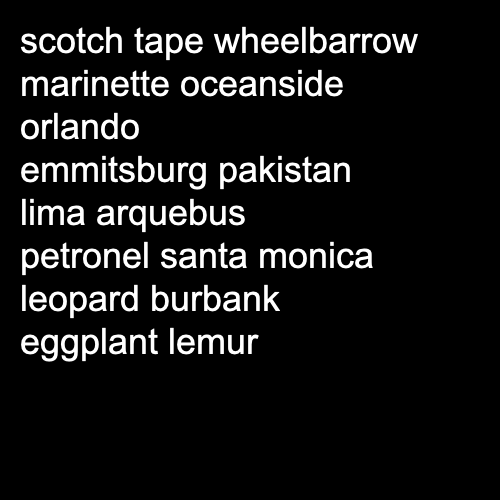 scotch tape wheelbarrow
marinette oceanside
orlando
emmitsburg pakistan
lima arquebus
petronel santa monica
leopard burbank
eggplant lemur